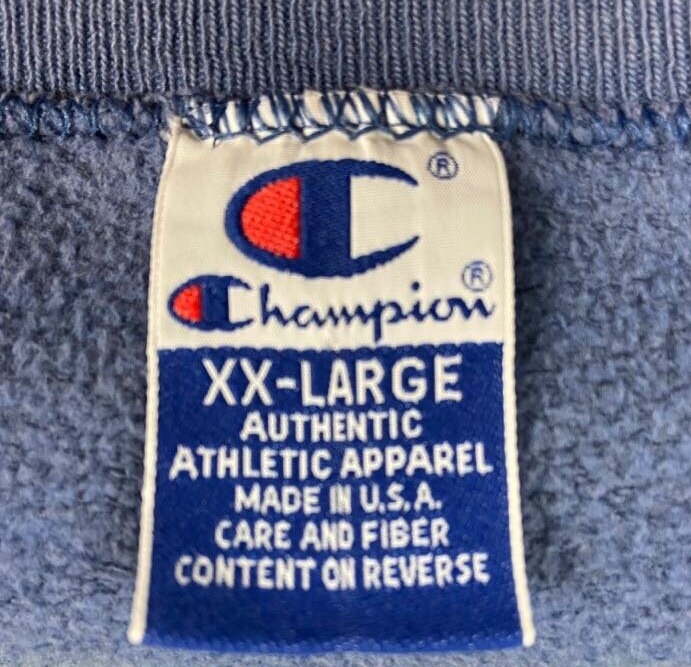 C®
Champion®
XX-LARGE
AUTHENTIC
ATHLETIC APPAREL
MADE IN U.S.A.
CARE AND FIBER
CONTENT ON REVERSE